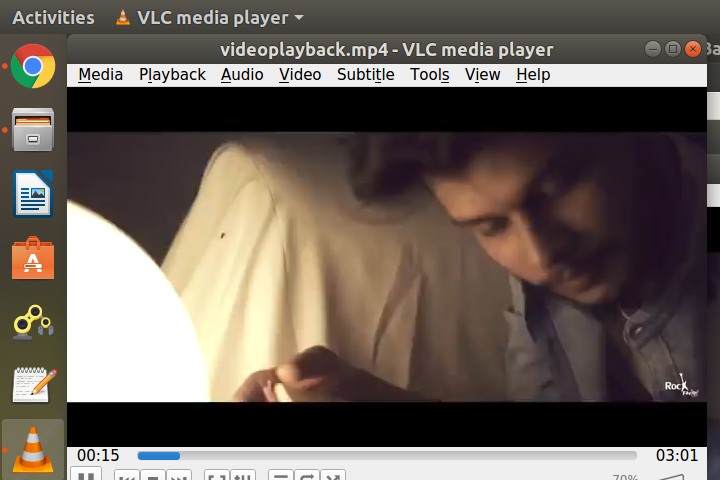 Activities VLC media player
videoplayback.mp4 - VLC media player
Media Playback Audio Video Subtitle Tools View Help
Rock
00:15 03:01
70%